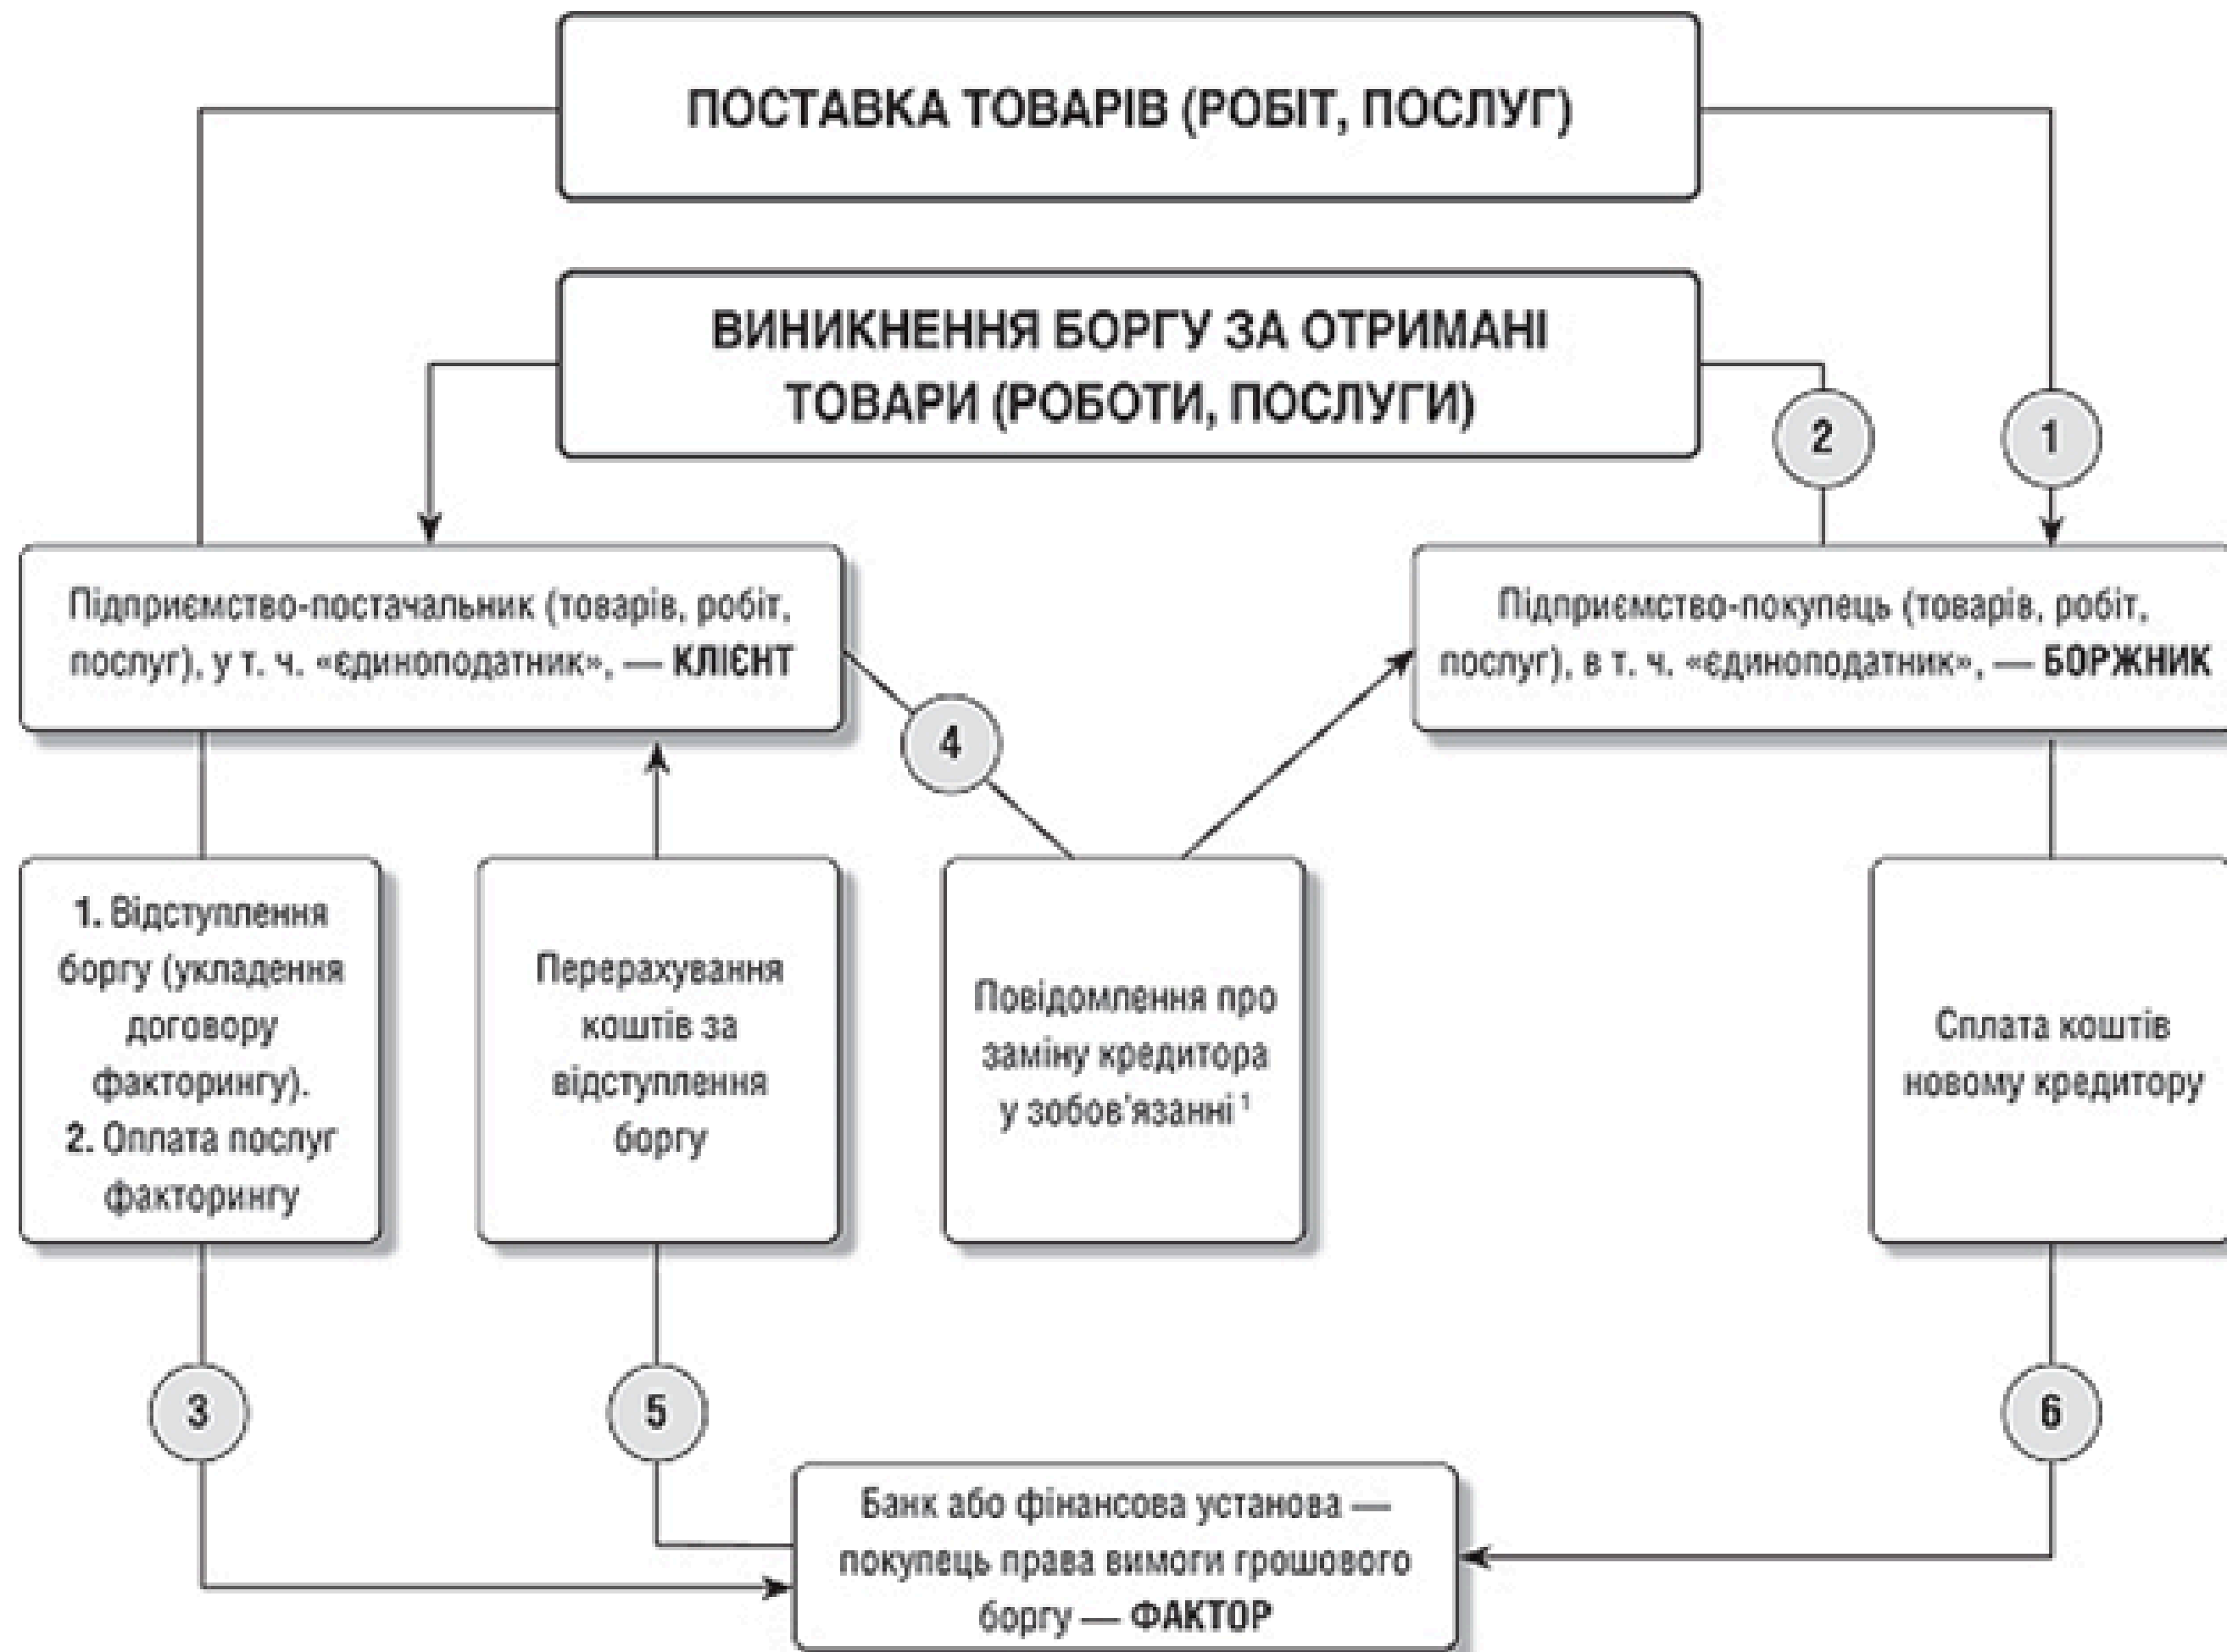 ПОСТАВКА ТОВАРІВ (РОБІТ, ПОСЛУГ)
ВИНИКНЕННЯ БОРГУ ЗА ОТРИМАНІ
ТОВАРИ (РОБОТИ, ПОСЛУГИ)
2
1
Підприємство-постачальник (товарів, робіт,
послуг), у т. ч. «єдиноподатник», — КЛІЄНТ
Підприємство-покупець (товарів, робіт,
послуг), в т. ч. «єдиноподатник», — БОРЖНИК
4
1. Відступлення
боргу (укладення
договору
факторингу).
2. Оплата послуг
факторингу
Перерахування
коштів за
відступлення
боргу
Повідомлення про
заміну кредитора
у зобов’язанні ¹
Сплата коштів
новому кредитору
3
5
6
Банк або фінансова установа —
покупець права вимоги грошового
боргу — ФАКТОР